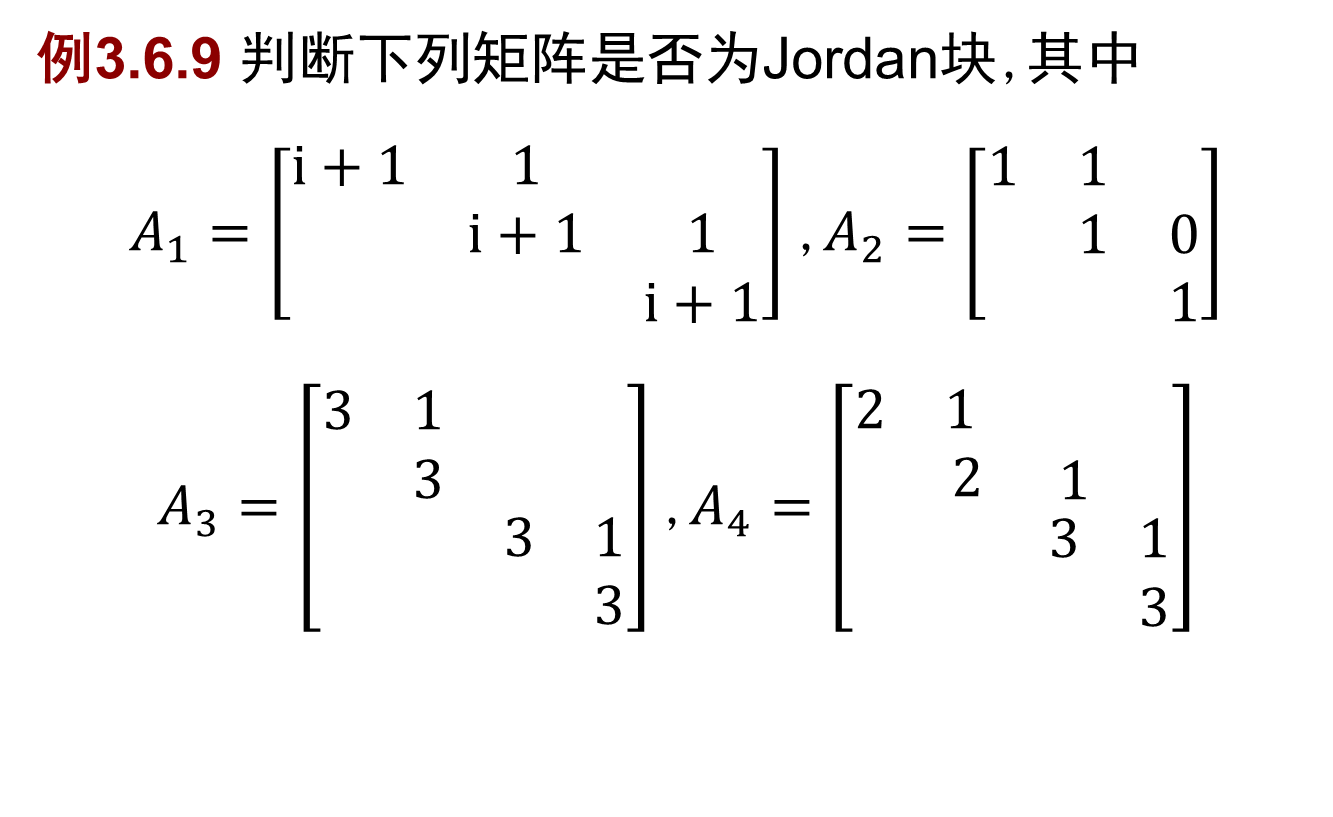 例3.6.9 判断下列矩阵是否为Jordan块, 其中
i + 1 1 1 1
A₁ = i + 1 1 , A₂ = 1 0
i + 1 1
3 1 2 1
3 2 1
A₃ = , A₄ =
3 1 3 1
3 3